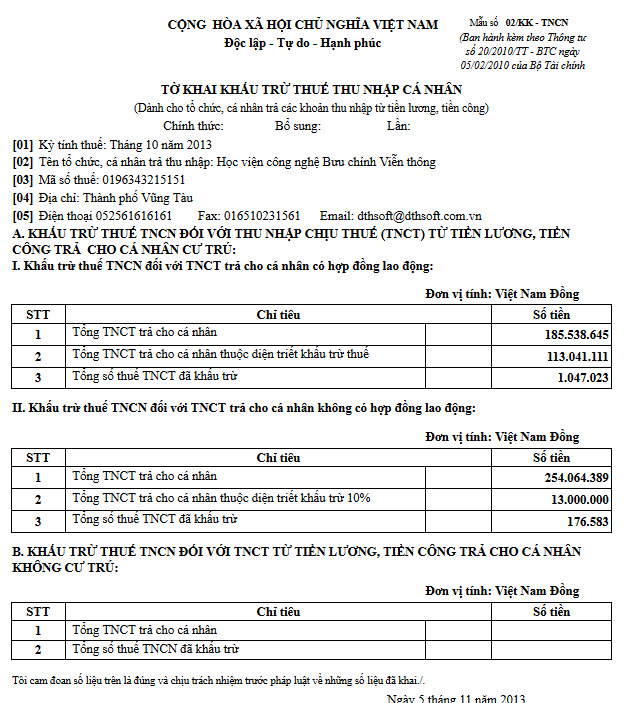 CỘNG HÒA XÃ HỘI CHỦ NGHĨA VIỆT NAM
Độc lập - Tự do - Hạnh phúc
Mẫu số 02/KK - TNCN
(Ban hành kèm theo Thông tư
số 20/2010/TT - BTC ngày
05/02/2010 của Bộ Tài chính
TỜ KHAI KHẤU TRỪ THUẾ THU NHẬP CÁ NHÂN
(Dành cho tổ chức, cá nhân trả các khoản thu nhập từ tiền lương, tiền công)
Chính thức: Bổ sung: Lần:
[01] Kỳ tính thuế: Tháng 10 năm 2013
[02] Tên tổ chức, cá nhân trả thu nhập: Học viện công nghệ Bưu chính Viễn thông
[03] Mã số thuế: 0196343215151
[04] Địa chỉ: Thành phố Vũng Tàu
[05] Điện thoại 052561616161 Fax: 016510231561 Email: dthsoft@dthsoft.com.vn
A. KHẤU TRỪ THUẾ TNCN ĐỐI VỚI THU NHẬP CHỊU THUẾ (TNCT) TỪ TIỀN LƯƠNG, TIỀN
CÔNG TRẢ CHO CÁ NHÂN CƯ TRÚ:
I. Khấu trừ thuế TNCN đối với TNCT trả cho cá nhân có hợp đồng lao động:
Đơn vị tính: Việt Nam Đồng
STT Chỉ tiêu Số tiền
1 Tổng TNCT trả cho cá nhân 185.538.645
2 Tổng TNCT trả cho cá nhân thuộc diện triết khấu trừ thuế 113.041.111
3 Tổng số thuế TNCT đã khấu trừ 1.047.023
II. Khấu trừ thuế TNCN đối với TNCT trả cho cá nhân không có hợp đồng lao động:
Đơn vị tính: Việt Nam Đồng
STT Chỉ tiêu Số tiền
1 Tổng TNCT trả cho cá nhân 254.064.389
2 Tổng TNCT trả cho cá nhân thuộc diện triết khấu trừ 10% 13.000.000
3 Tổng số thuế TNCT đã khấu trừ 176.583
B. KHẤU TRỪ THUẾ TNCN ĐỐI VỚI TNCT TỪ TIỀN LƯƠNG, TIỀN CÔNG TRẢ CHO CÁ NHÂN
KHÔNG CƯ TRÚ:
Đơn vị tính: Việt Nam Đồng
STT Chỉ tiêu Số tiền
1 Tổng TNCT trả cho cá nhân
2 Tổng số thuế TNCN đã khấu trừ
Tôi cam đoan số liệu trên là đúng và chịu trách nhiệm trước pháp luật về những số liệu đã khai./.
Ngày 5 tháng 11 năm 2013